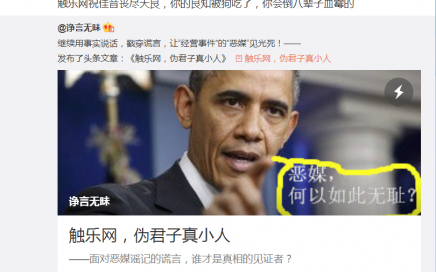 触乐网祝佳音丧尽天良，你的良知被狗吃了，你会倒八辈子血霉的
@诤言无昧
继续用事实说话，戳穿谎言，让“经营事件”的“恶媒”见光死！——
发布了头条文章：《触乐网，伪君子真小人》 触乐网，伪君子真小人
恶媒，
何以如此无耻？
诤言无昧
触乐网，伪君子真小人
——面对恶媒谣记的谎言，谁才是真相的见证者？